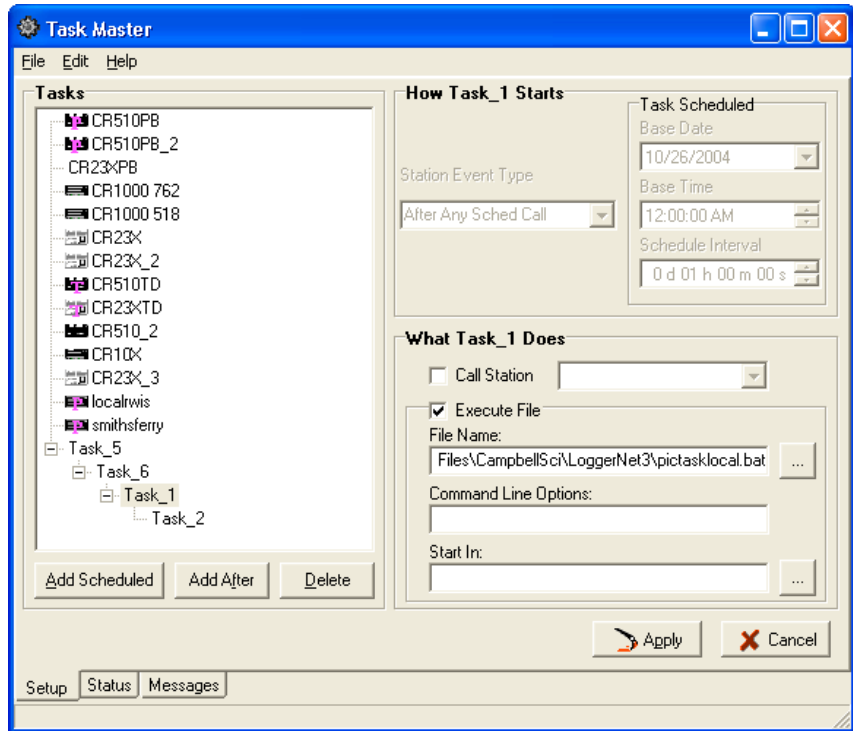 Task Master
File Edit Help
Tasks
CR510PB
CR510PB_2
CR23XPB
CR1000 762
CR1000 518
CR23X
CR23X_2
CR510TD
CR23XTD
CR510_2
CR10X
CR23X_3
localrwis
smithsferry
Task_5
Task_6
Task_1
Task_2
Add Scheduled
Add After
Delete
How Task_1 Starts
Station Event Type
After Any Sched Call
Task Scheduled
Base Date
10/26/2004
Base Time
12:00:00 AM
Schedule Interval
0 d 01 h 00 m 00 s
What Task_1 Does
Call Station
Execute File
File Name:
Files\CampbellSci\LoggerNet3\pictasklocal.bat
...
Command Line Options:
Start In:
...
Apply
Cancel
Setup Status Messages